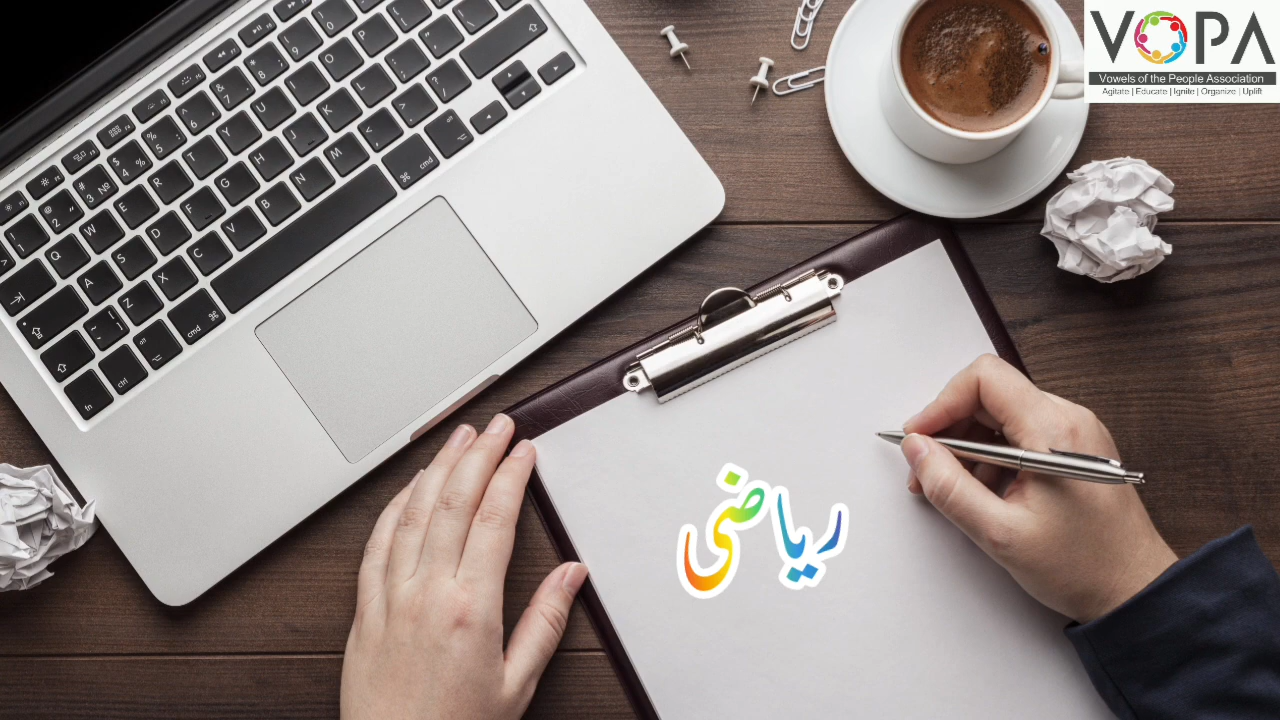 VOPA
Vowels of the People Association
Agitate | Educate | Ignite | Organize | Uplift
ریاضی